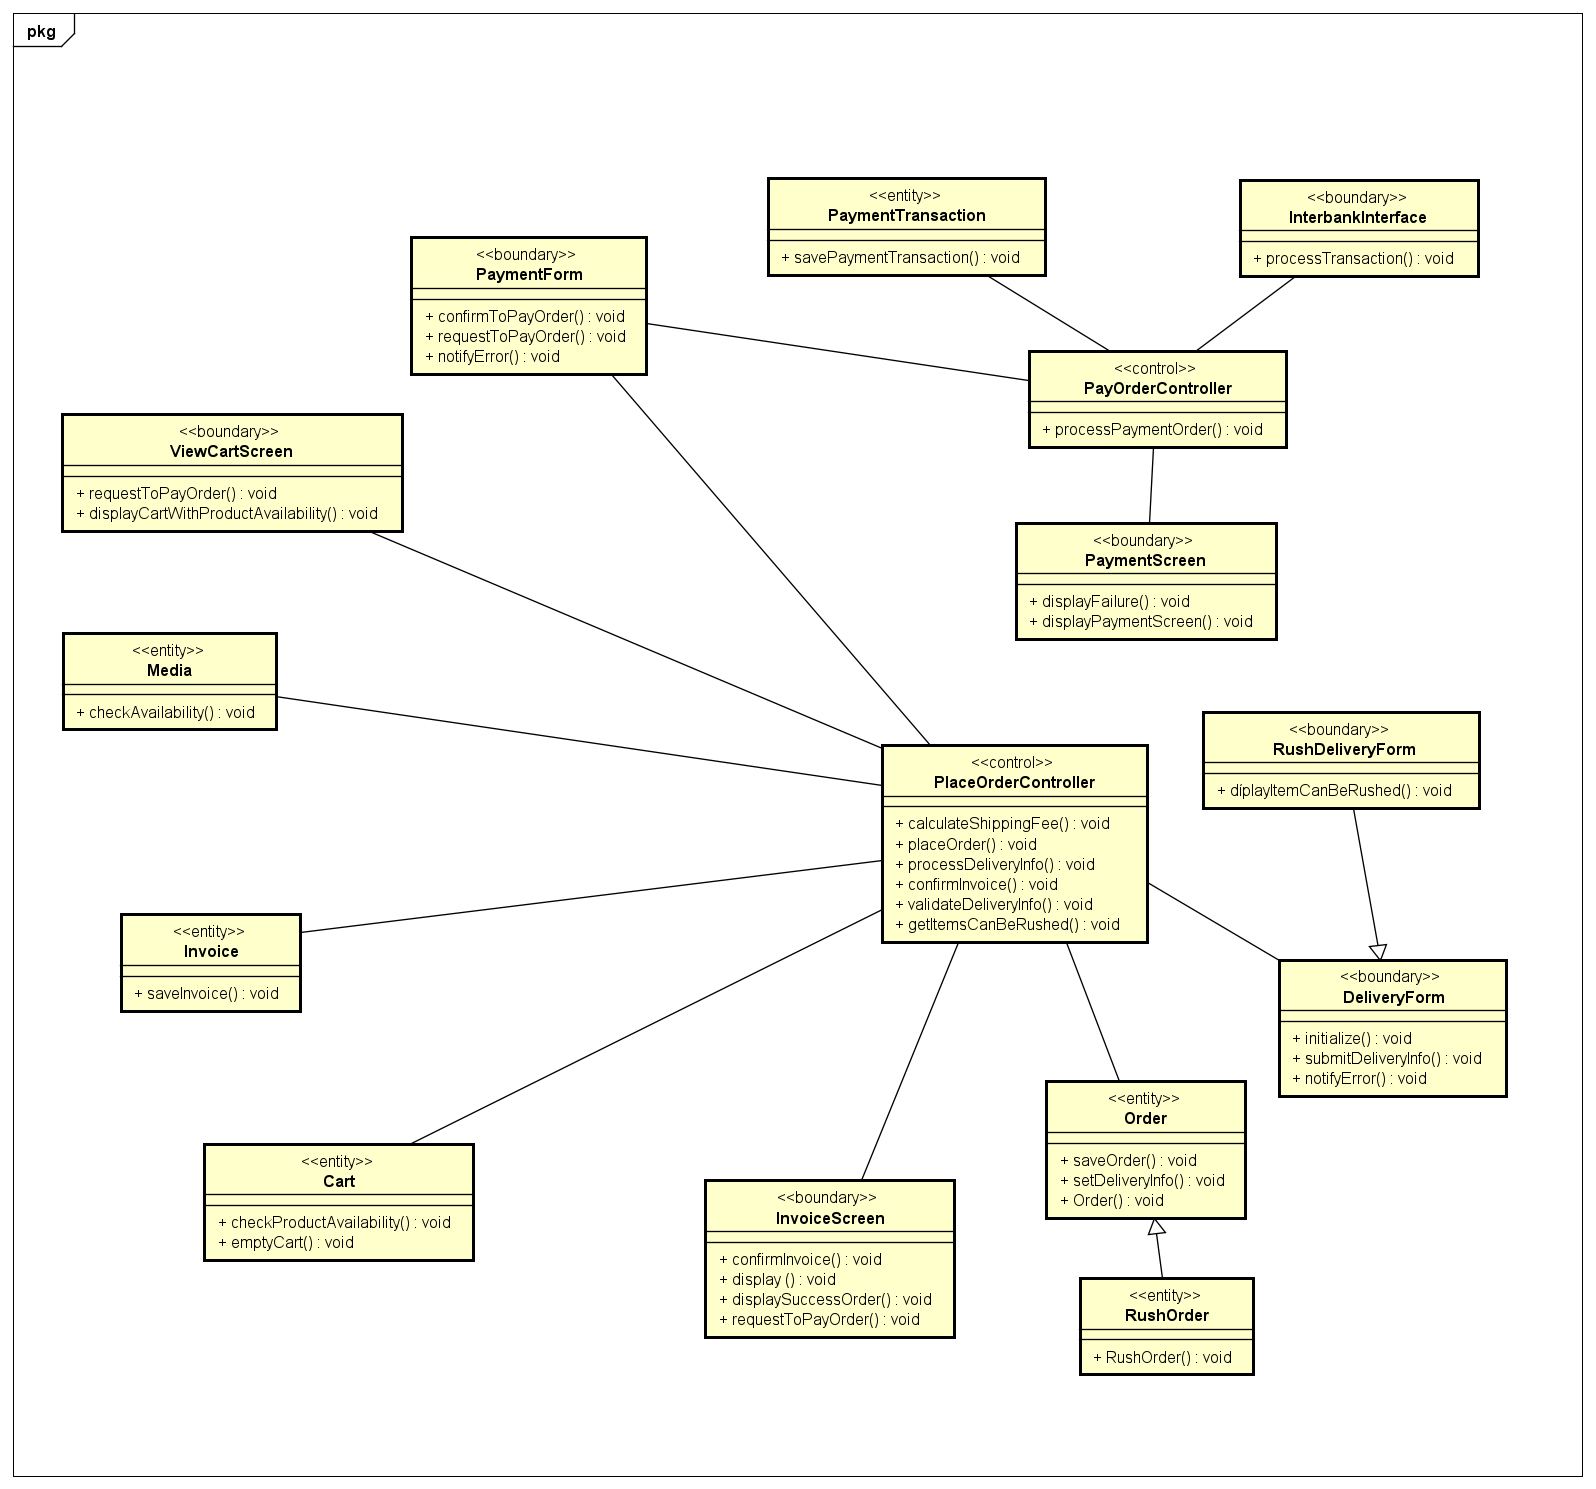 pkg
<<entity>>
PaymentTransaction
+ savePaymentTransaction() : void
<<boundary>>
InterbankInterface
+ processTransaction() : void
<<boundary>>
PaymentForm
+ confirmToPayOrder() : void
+ requestToPayOrder() : void
+ notifyError() : void
<<control>>
PayOrderController
+ processPaymentOrder() : void
<<boundary>>
ViewCartScreen
+ requestToPayOrder() : void
+ displayCartWithProductAvailability() : void
<<boundary>>
PaymentScreen
+ displayFailure() : void
+ displayPaymentScreen() : void
<<entity>>
Media
+ checkAvailability() : void
<<boundary>>
RushDeliveryForm
+ díplayItemCanBeRushed() : void
<<control>>
PlaceOrderController
+ calculateShippingFee() : void
+ placeOrder() : void
+ processDeliveryInfo() : void
+ confirmInvoice() : void
+ validateDeliveryInfo() : void
+ getItemsCanBeRushed() : void
<<entity>>
Invoice
+ saveInvoice() : void
<<boundary>>
DeliveryForm
+ initialize() : void
+ submitDeliveryInfo() : void
+ notifyError() : void
<<entity>>
Order
+ saveOrder() : void
+ setDeliveryInfo() : void
+ Order() : void
<<entity>>
Cart
+ checkProductAvailability() : void
+ emptyCart() : void
<<boundary>>
InvoiceScreen
+ confirmInvoice() : void
+ display () : void
+ displaySuccessOrder() : void
+ requestToPayOrder() : void
<<entity>>
RushOrder
+ RushOrder() : void